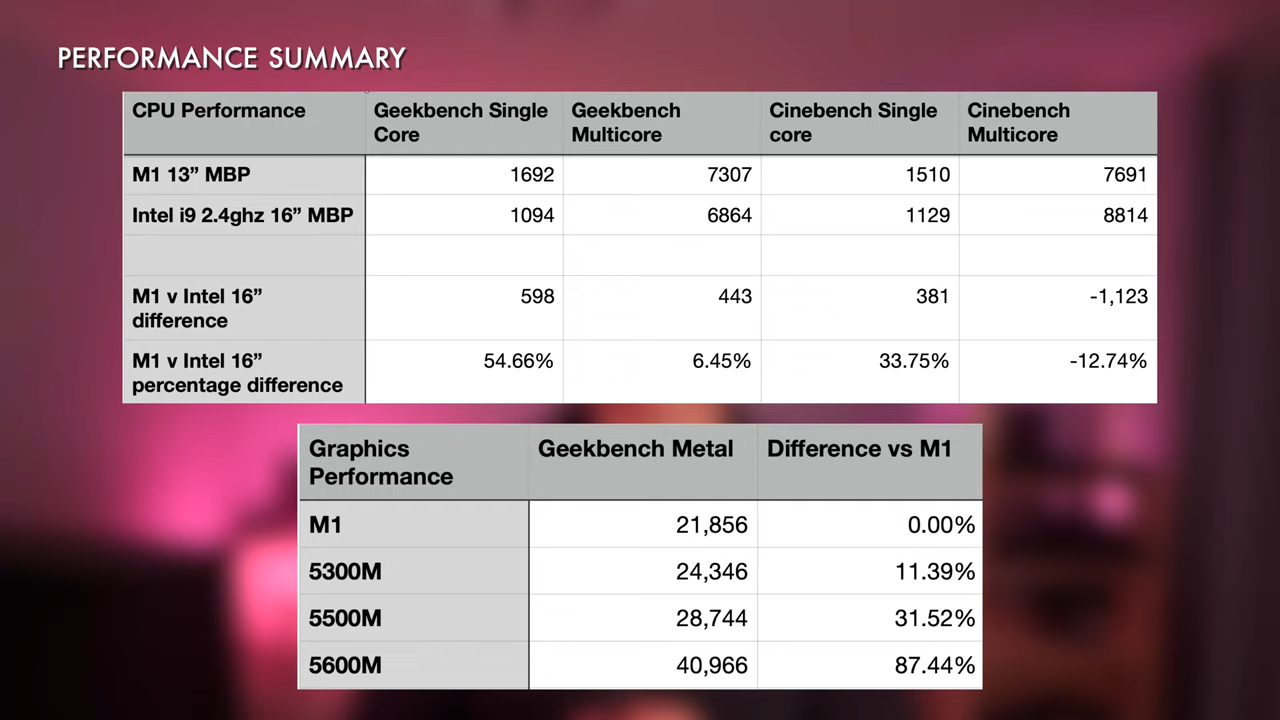 PERFORMANCE SUMMARY
CPU Performance Geekbench Single Core Geekbench Multicore Cinebench Single core Cinebench Multicore
M1 13” MBP 1692 7307 1510 7691
Intel i9 2.4ghz 16” MBP 1094 6864 1129 8814
M1 v Intel 16” difference 598 443 381 -1,123
M1 v Intel 16” percentage difference 54.66% 6.45% 33.75% -12.74%
Graphics Performance Geekbench Metal Difference vs M1
M1 21,856 0.00%
5300M 24,346 11.39%
5500M 28,744 31.52%
5600M 40,966 87.44%